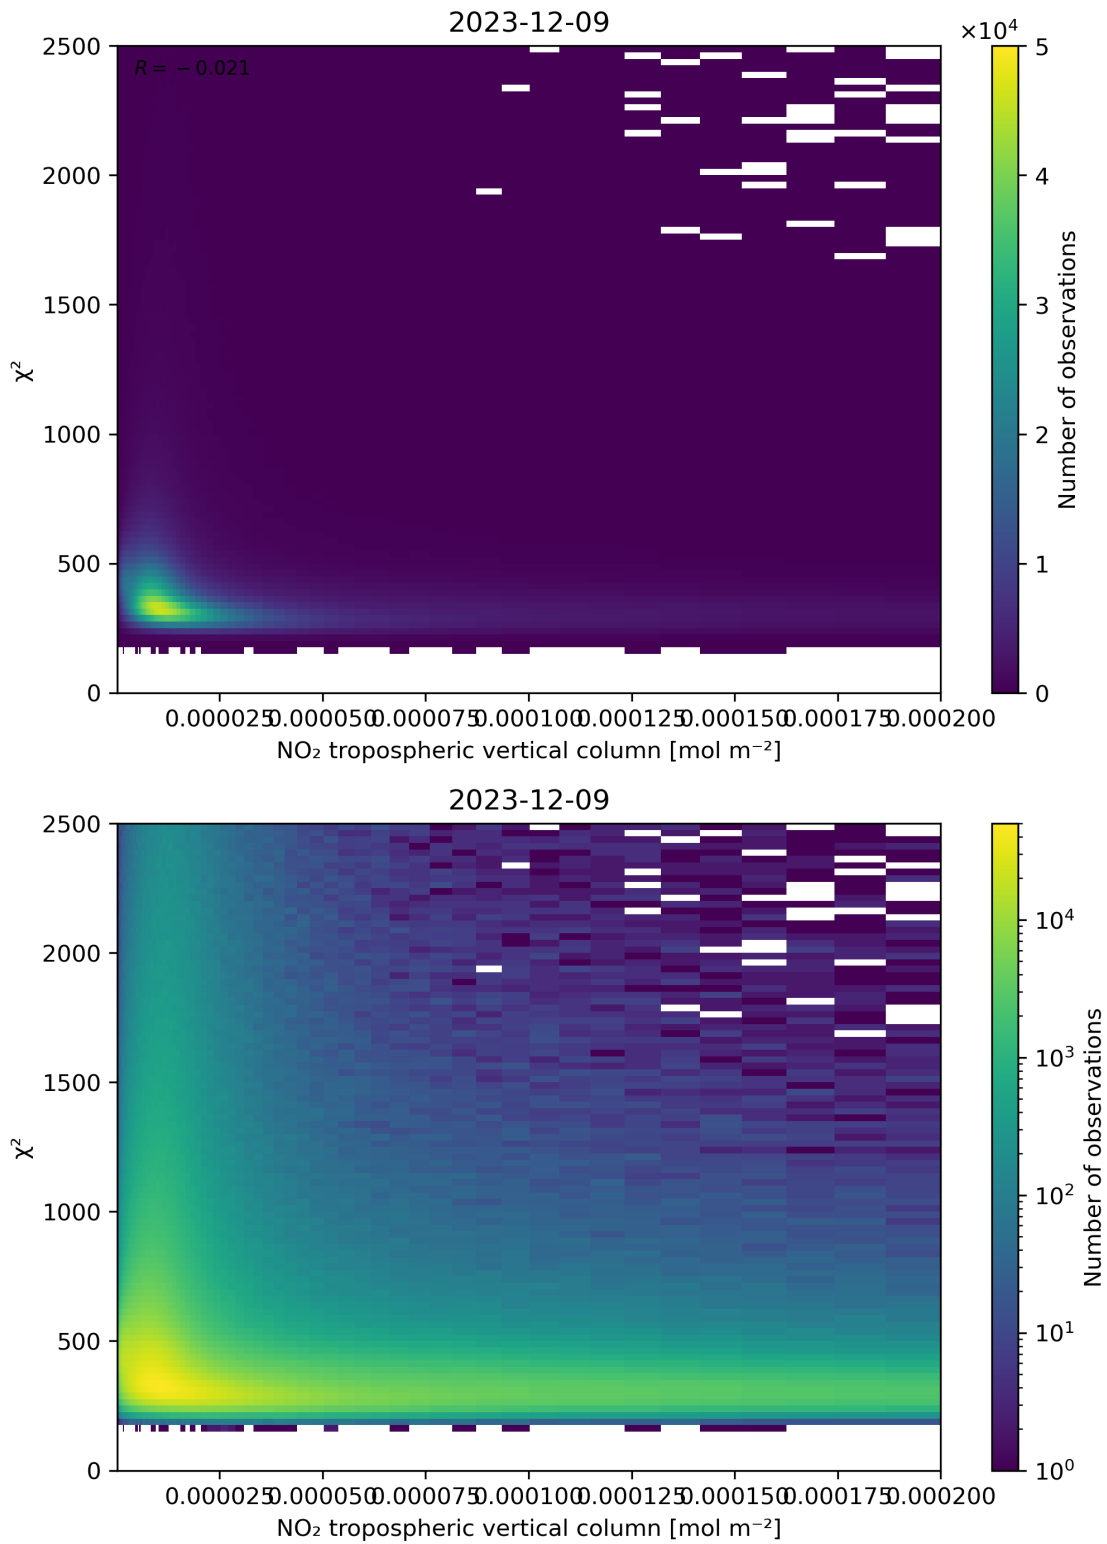 2023-12-09
×10⁴
R = −0.021
2500
2000
1500
1000
500
0
χ²
0.000025 0.000050 0.000075 0.000100 0.000125 0.000150 0.000175 0.000200
NO₂ tropospheric vertical column [mol m⁻²]
5
4
3
2
1
0
Number of observations
2023-12-09
2500
2000
1500
1000
500
0
χ²
0.000025 0.000050 0.000075 0.000100 0.000125 0.000150 0.000175 0.000200
NO₂ tropospheric vertical column [mol m⁻²]
10⁴
10³
10²
10¹
10⁰
Number of observations